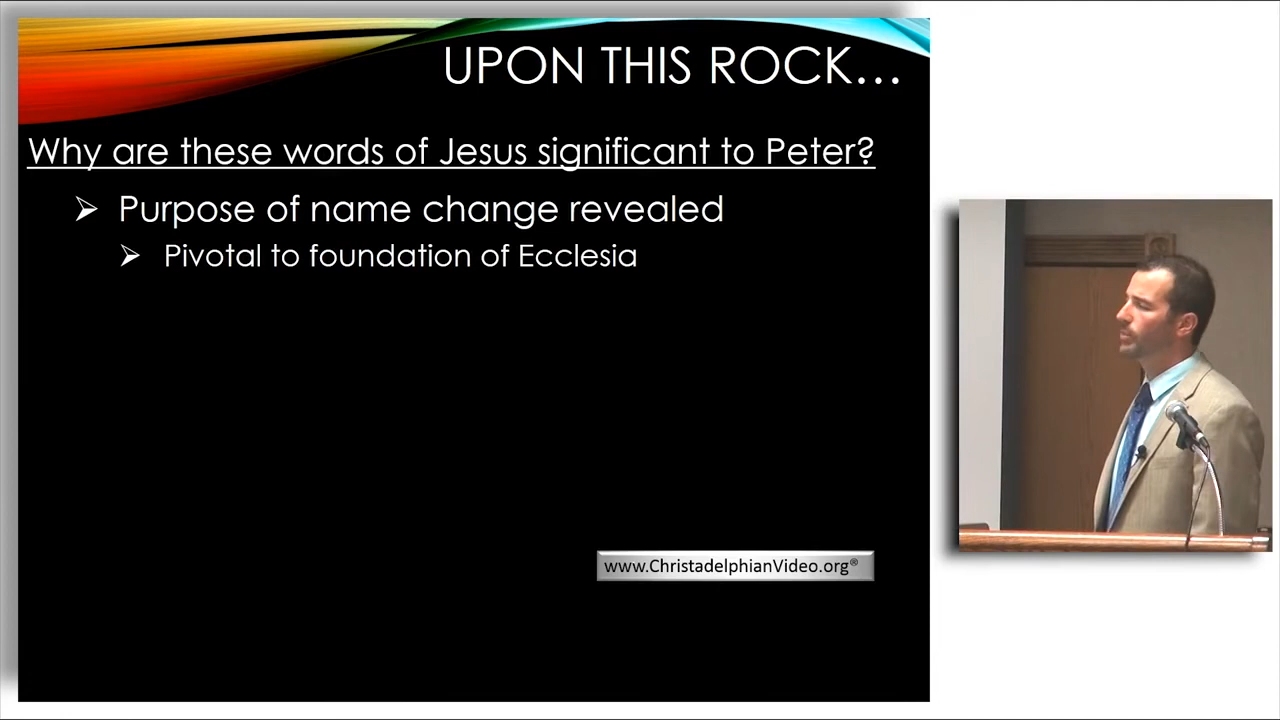 UPON THIS ROCK…
Why are these words of Jesus significant to Peter?
Purpose of name change revealed
Pivotal to foundation of Ecclesia
www.ChristadelphianVideo.org®